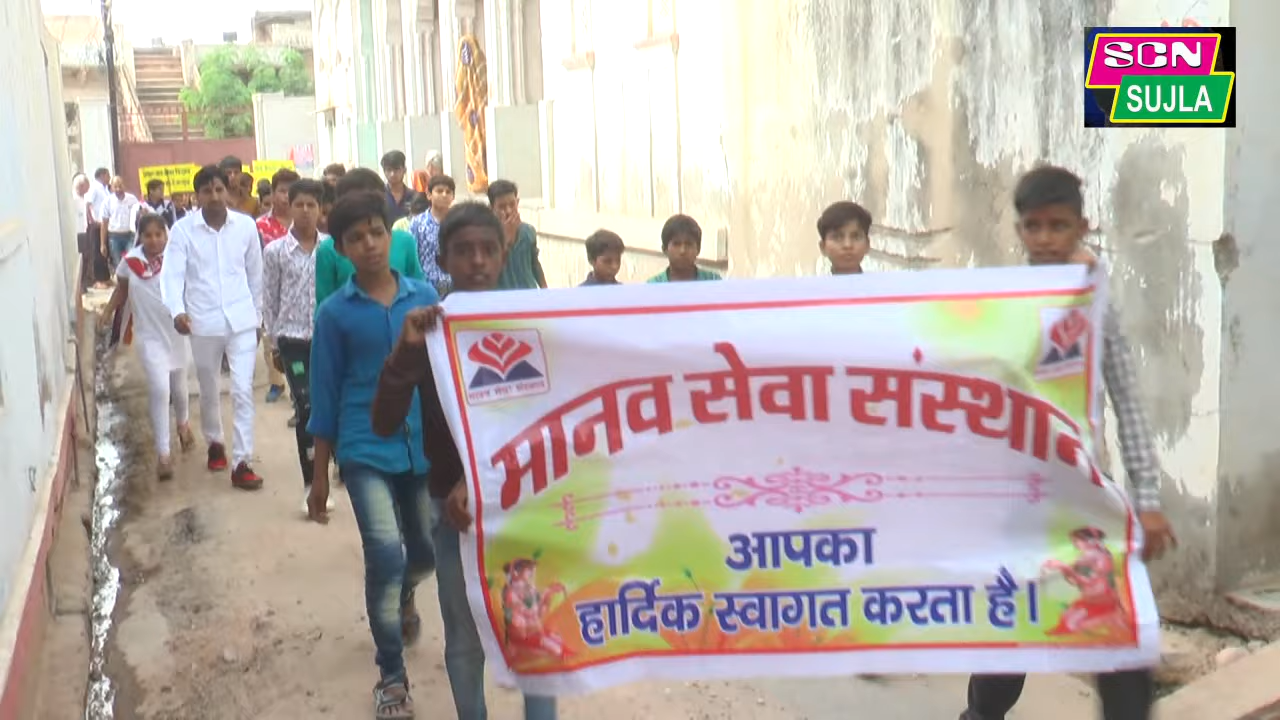 SCN
SUJLA
मानव सेवा संस्थान
आपका
हार्दिक स्वागत करता है।